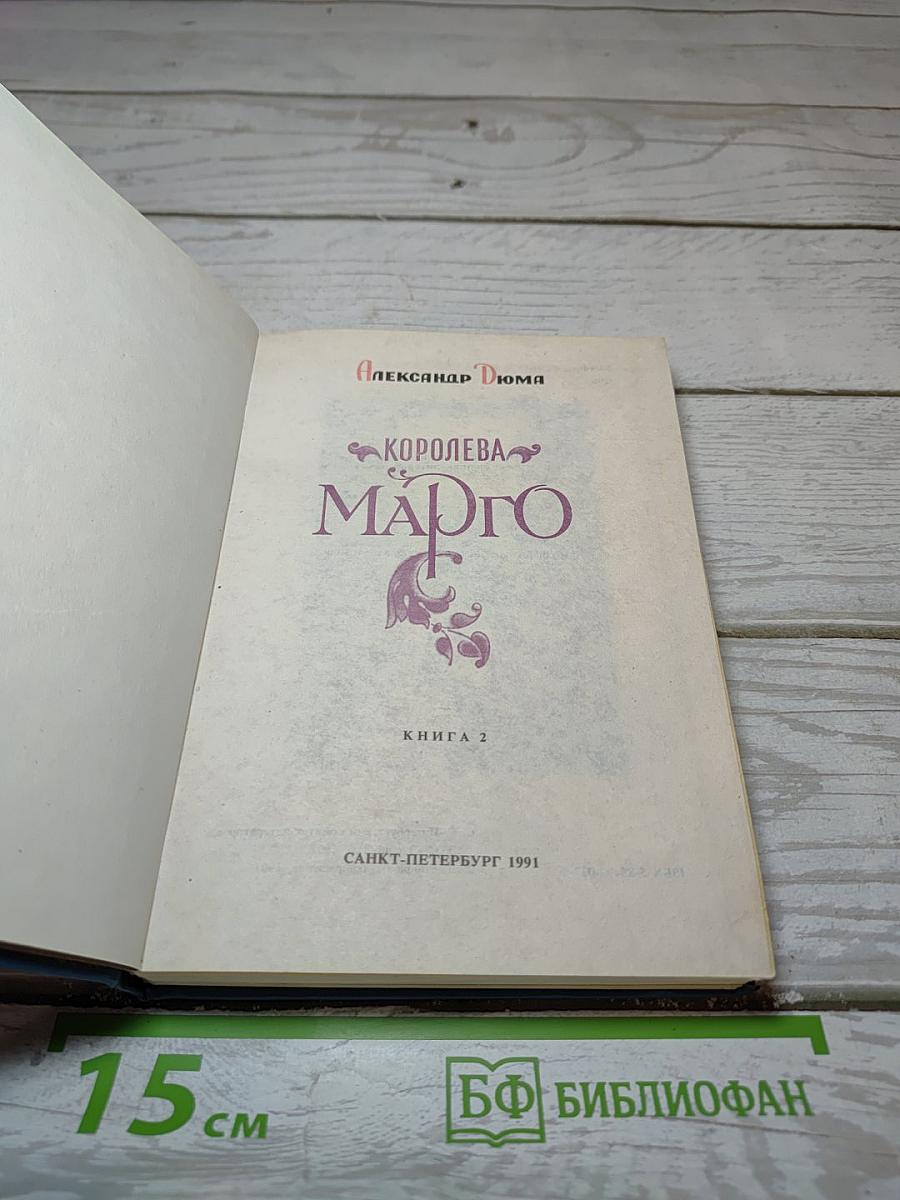 Александр Дюма
КОРОЛЕВА
МАРГО
КНИГА 2
САНКТ-ПЕТЕРБУРГ 1991
15 см
БФ БИБЛИОФАН